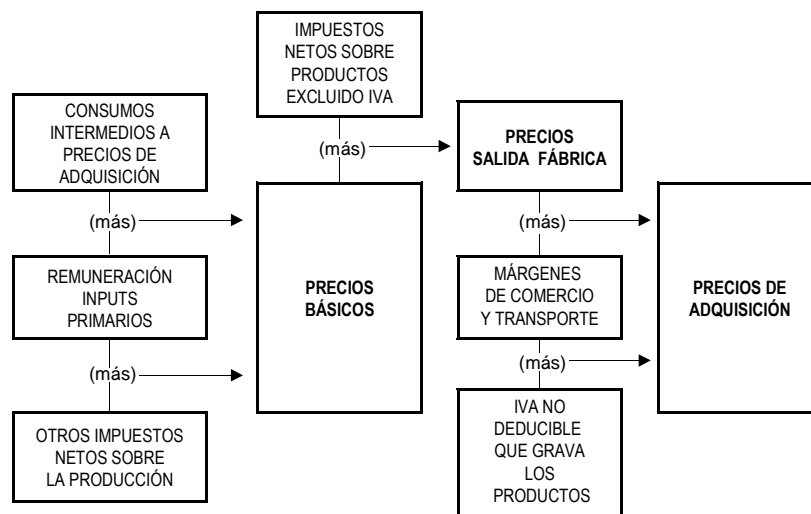 IMPUESTOS
NETOS SOBRE
PRODUCTOS
EXCLUIDO IVA
CONSUMOS
INTERMEDIOS A
PRECIOS DE
ADQUISICIÓN
(más)
PRECIOS
SALIDA FÁBRICA
(más)
(más)
REMUNERACIÓN
INPUTS
PRIMARIOS
PRECIOS
BÁSICOS
MÁRGENES
DE COMERCIO
Y TRANSPORTE
PRECIOS DE
ADQUISICIÓN
(más)
(más)
OTROS IMPUESTOS
NETOS SOBRE
LA PRODUCCIÓN
IVA NO
DEDUCIBLE
QUE GRAVA
LOS
PRODUCTOS